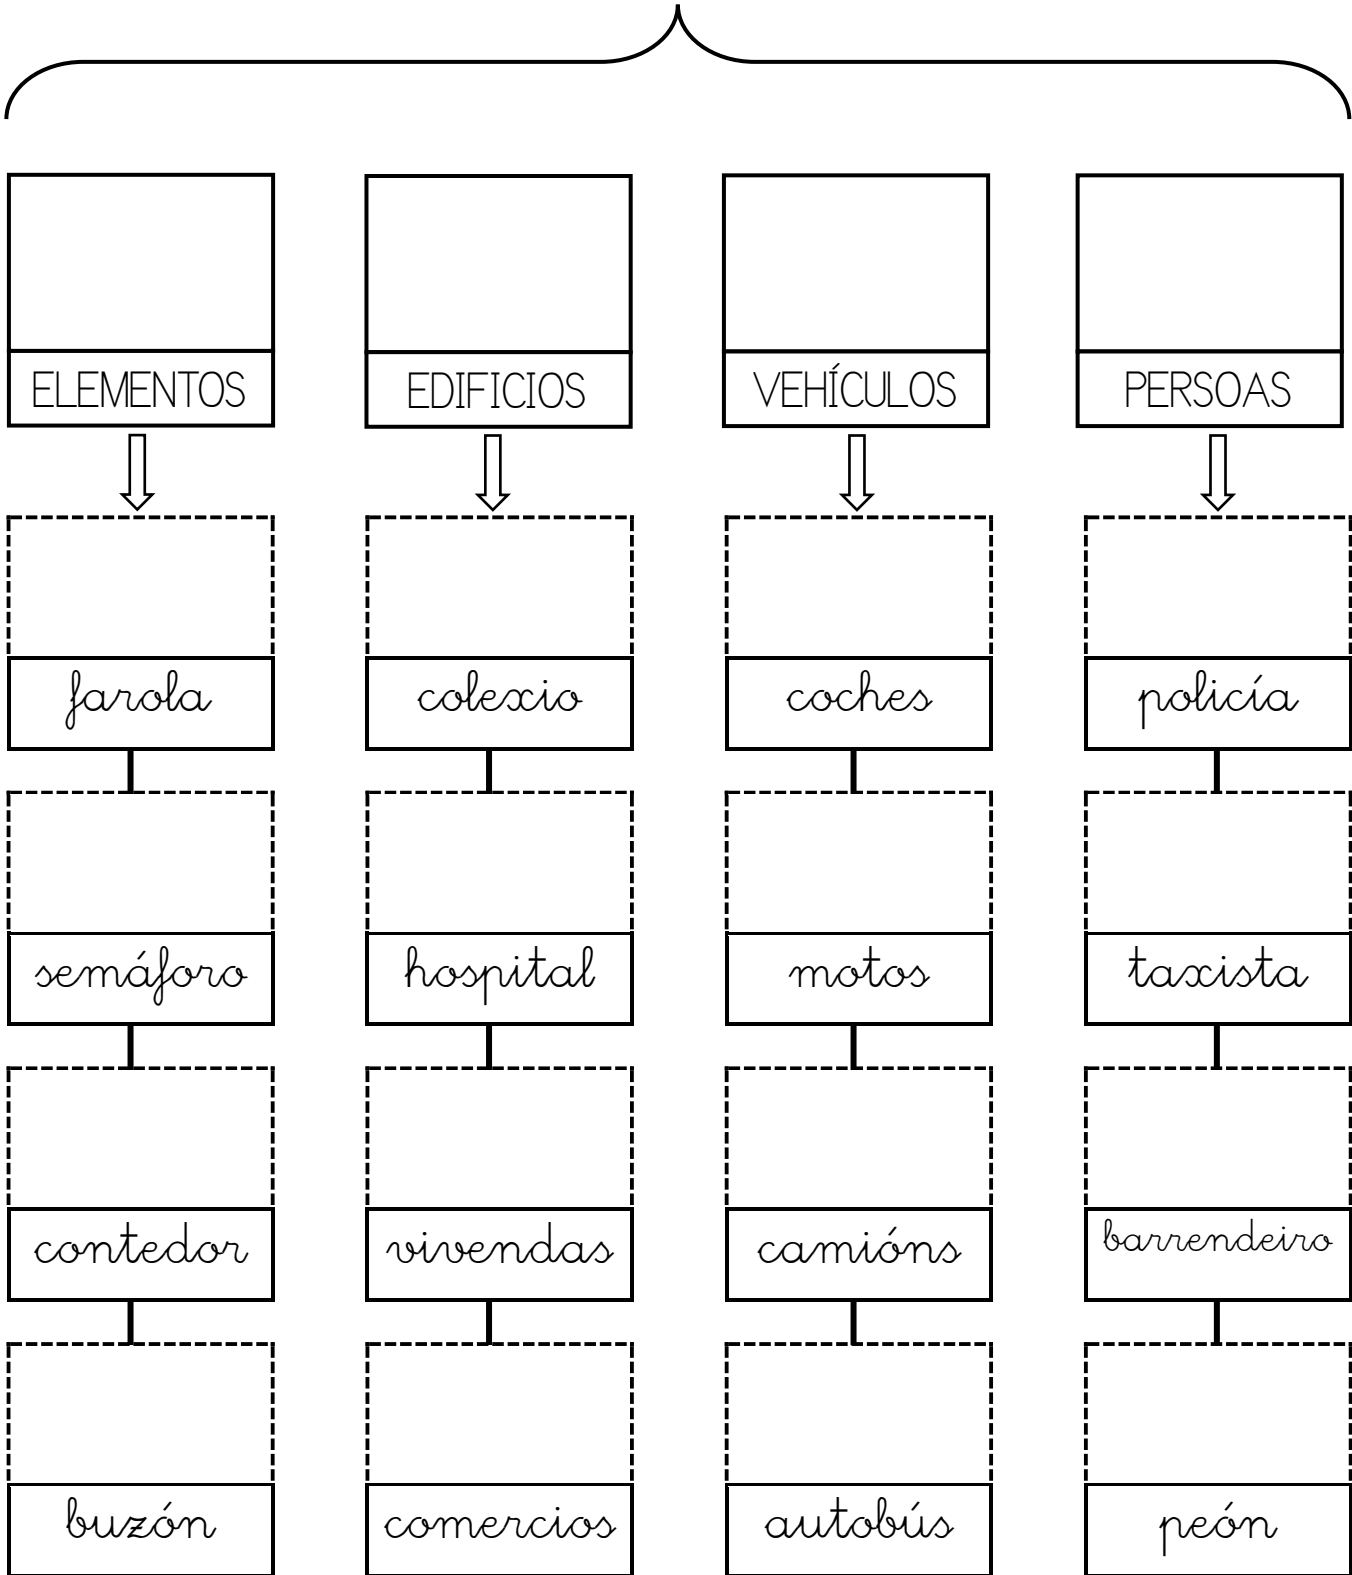 ELEMENTOS EDIFICIOS VEHÍCULOS PERSOAS
farola colexio coches policía
semáforo hospital motos taxista
contedor vivendas camións barrendeiro
buzón comercios autobús peón